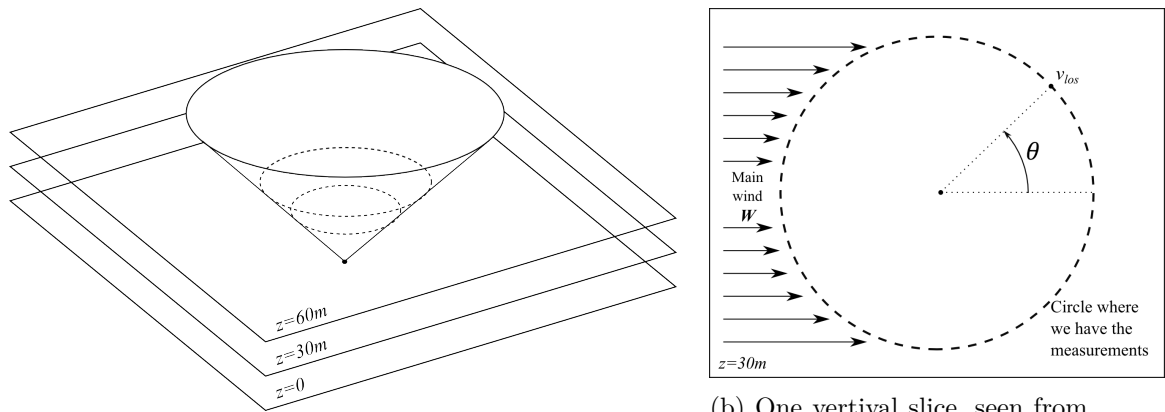 z=60m
z=30m
z=0
v_los
θ
Main
wind
W
Circle where
we have the
measurements
z=30m
(b) One vertival slice, seen from